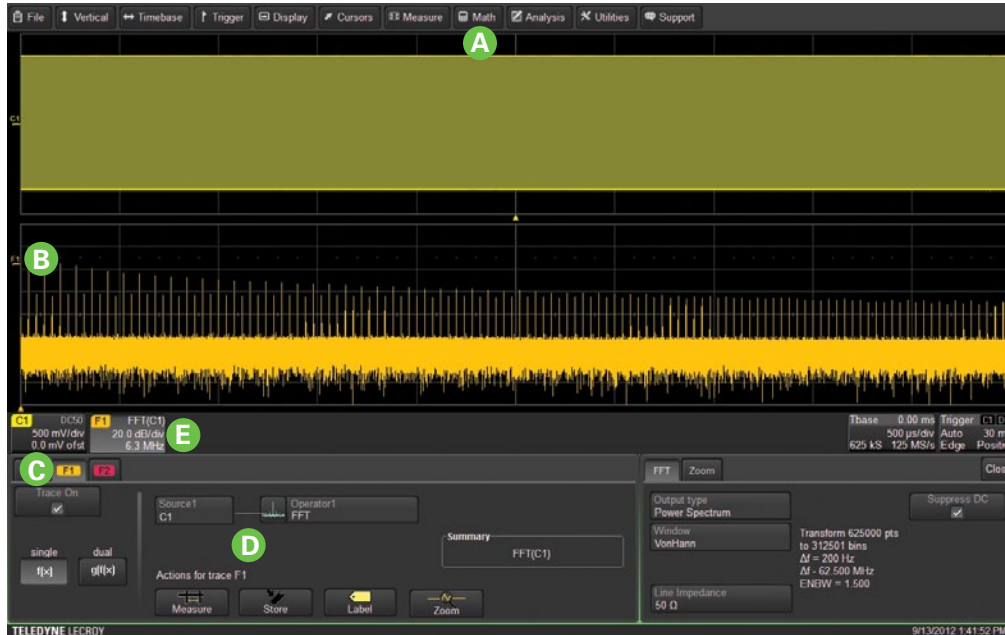 File Vertical Timebase Trigger Display Cursors Measure Math Analysis Utilities Support
A
C1
B
F1
C1 DC50 F1 FFT(C1) Tbase 0.00 ms Trigger C1 D
500 mV/div 20.0 dB/div E 500 µs/div Auto 30 m
0.0 mV ofst 6.3 MHz 625 kS 125 MS/s Edge Positi
C F1 F2 FFT Zoom Clos
Trace On
Source1 Operator1
C1 FFT
Output type
Power Spectrum
Suppress DC
Window
VonHann
Transform 625000 pts
to 312501 bins
Δf = 200 Hz
Δf - 62.500 MHz
ENBW = 1.500
D
Summary
FFT(C1)
single dual
f(x) g(f(x)
Actions for trace F1
Measure Store Label Zoom
Line Impedance
50 Ω
TELEDYNE LECROY 9/13/2012 1:41:52 PM